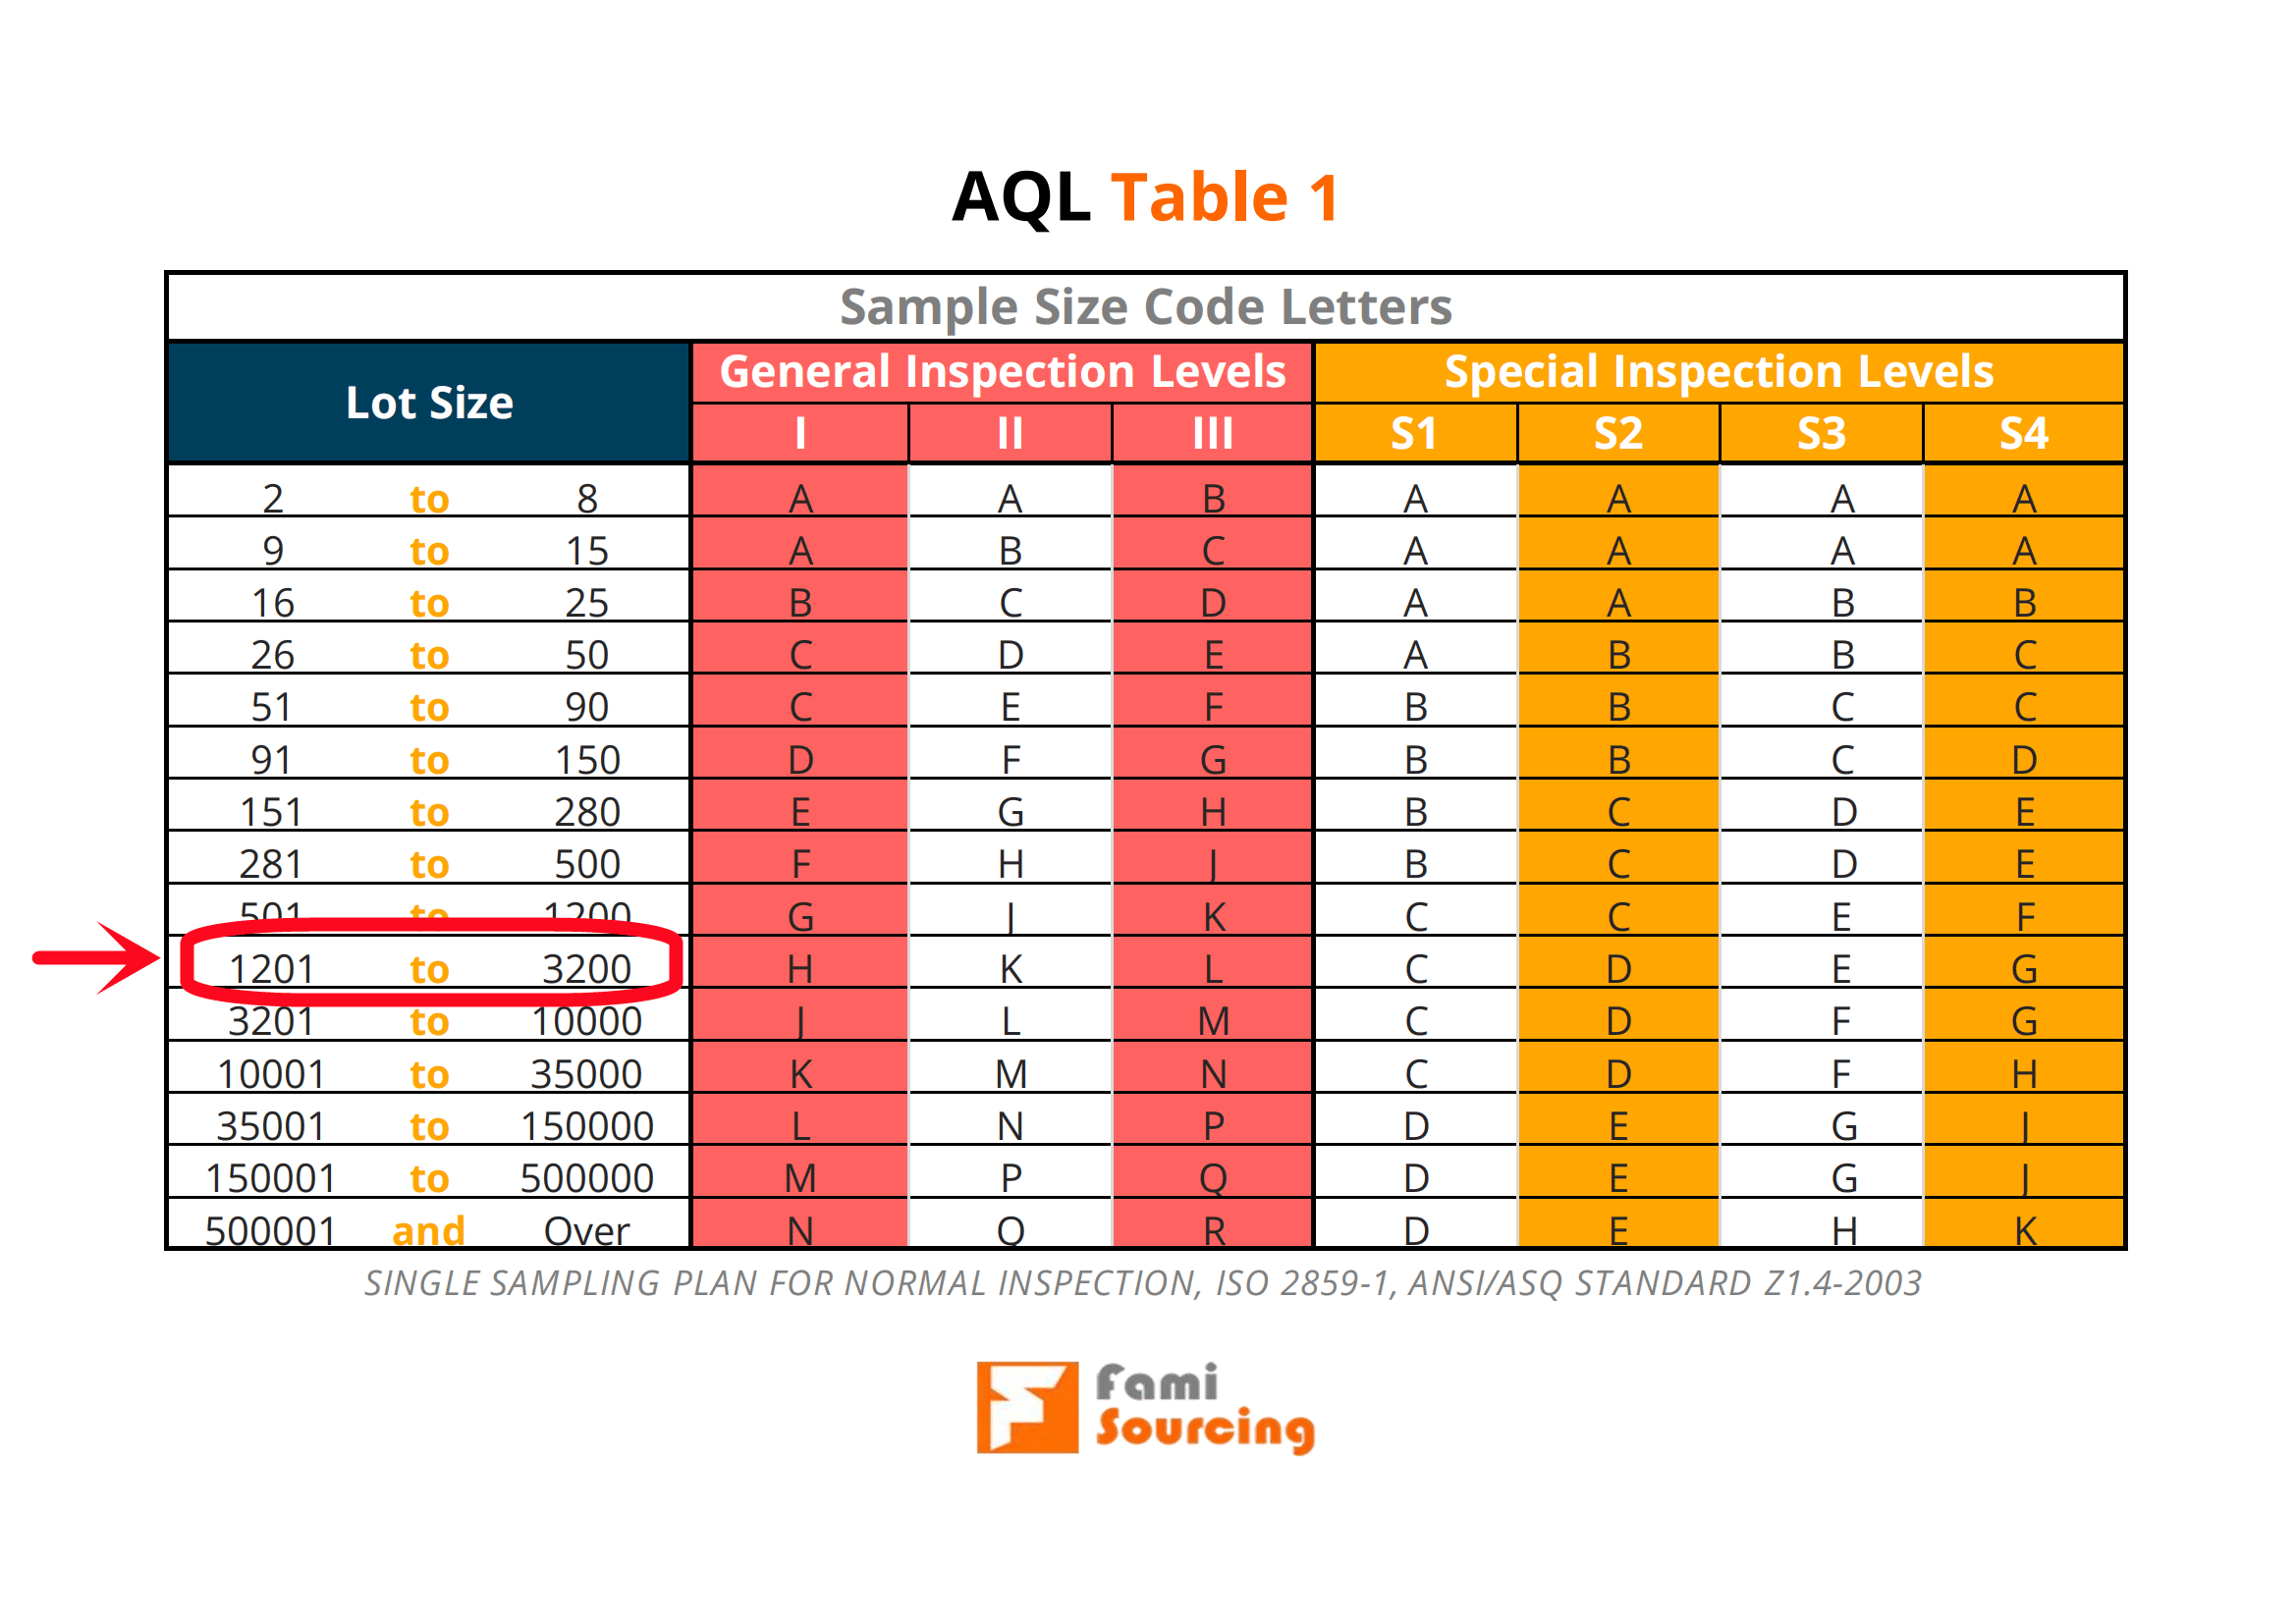 AQL Table 1
Sample Size Code Letters
Lot Size General Inspection Levels Special Inspection Levels
I II III S1 S2 S3 S4
2 to 8 A A B A A A A
9 to 15 A B C A A A A
16 to 25 B C D A A B B
26 to 50 C D E A B B C
51 to 90 C E F B B C C
91 to 150 D F G B B C D
151 to 280 E G H B C D E
281 to 500 F H J B C D E
501 to 1200 G J K C C E F
1201 to 3200 H K L C D E G
3201 to 10000 J L M C D F G
10001 to 35000 K M N C D F H
35001 to 150000 L N P D E G J
150001 to 500000 M P Q D E G J
500001 and Over N Q R D E H K
SINGLE SAMPLING PLAN FOR NORMAL INSPECTION, ISO 2859-1, ANSI/ASQ STANDARD Z1.4-2003
Fami
Sourcing